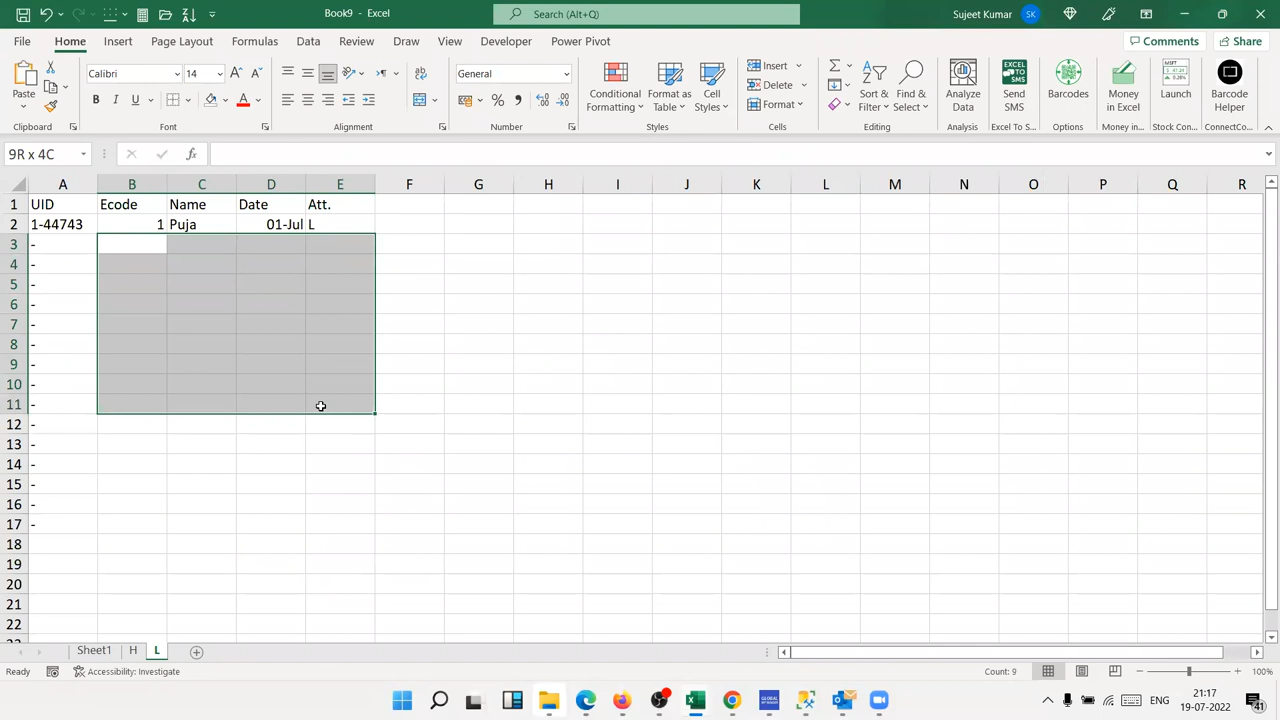 Book9 - Excel
Search (Alt+Q)
Sujeet Kumar
SK
File Home Insert Page Layout Formulas Data Review Draw View Developer Power Pivot
Comments Share
Paste
Calibri 14
B I U
General
Conditional Formatting
Format as Table
Cell Styles
Insert
Delete
Format
Sort & Filter
Find & Select
Analyze Data
Send SMS
Barcodes
Money in Excel
Launch
Barcode Helper
Clipboard Font Alignment Number Styles Cells Editing Analysis Excel To S... Options Money in... Stock Con... ConnectCo...
9R x 4C
fx
A B C D E F G H I J K L M N O P Q R
1 UID Ecode Name Date Att.
2 1-44743 1 Puja 01-Jul L
3 -
4 -
5 -
6 -
7 -
8 -
9 -
10 -
11 -
12 -
13 -
14 -
15 -
16 -
17 -
18
19
20
21
22
Sheet1 H L
Ready
Accessibility: Investigate
Count: 9
100%
ENG
21:17
19-07-2022
41